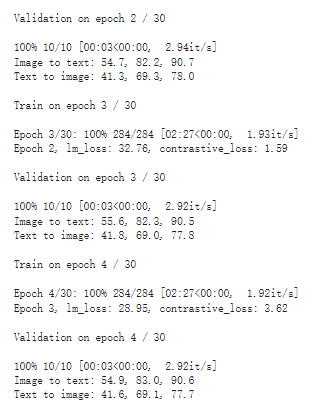 Validation on epoch 2 / 30
100% 10/10 [00:03<00:00, 2.94it/s]
Image to text: 54.7, 82.2, 90.7
Text to image: 41.3, 69.3, 78.0
Train on epoch 3 / 30
Epoch 3/30: 100% 284/284 [02:27<00:00, 1.93it/s]
Epoch 2, lm_loss: 32.76, contrastive_loss: 1.59
Validation on epoch 3 / 30
100% 10/10 [00:03<00:00, 2.92it/s]
Image to text: 55.6, 82.3, 90.5
Text to image: 41.8, 69.0, 77.8
Train on epoch 4 / 30
Epoch 4/30: 100% 284/284 [02:27<00:00, 1.92it/s]
Epoch 3, lm_loss: 28.95, contrastive_loss: 3.62
Validation on epoch 4 / 30
100% 10/10 [00:03<00:00, 2.92it/s]
Image to text: 54.9, 83.0, 90.6
Text to image: 41.6, 69.1, 77.7